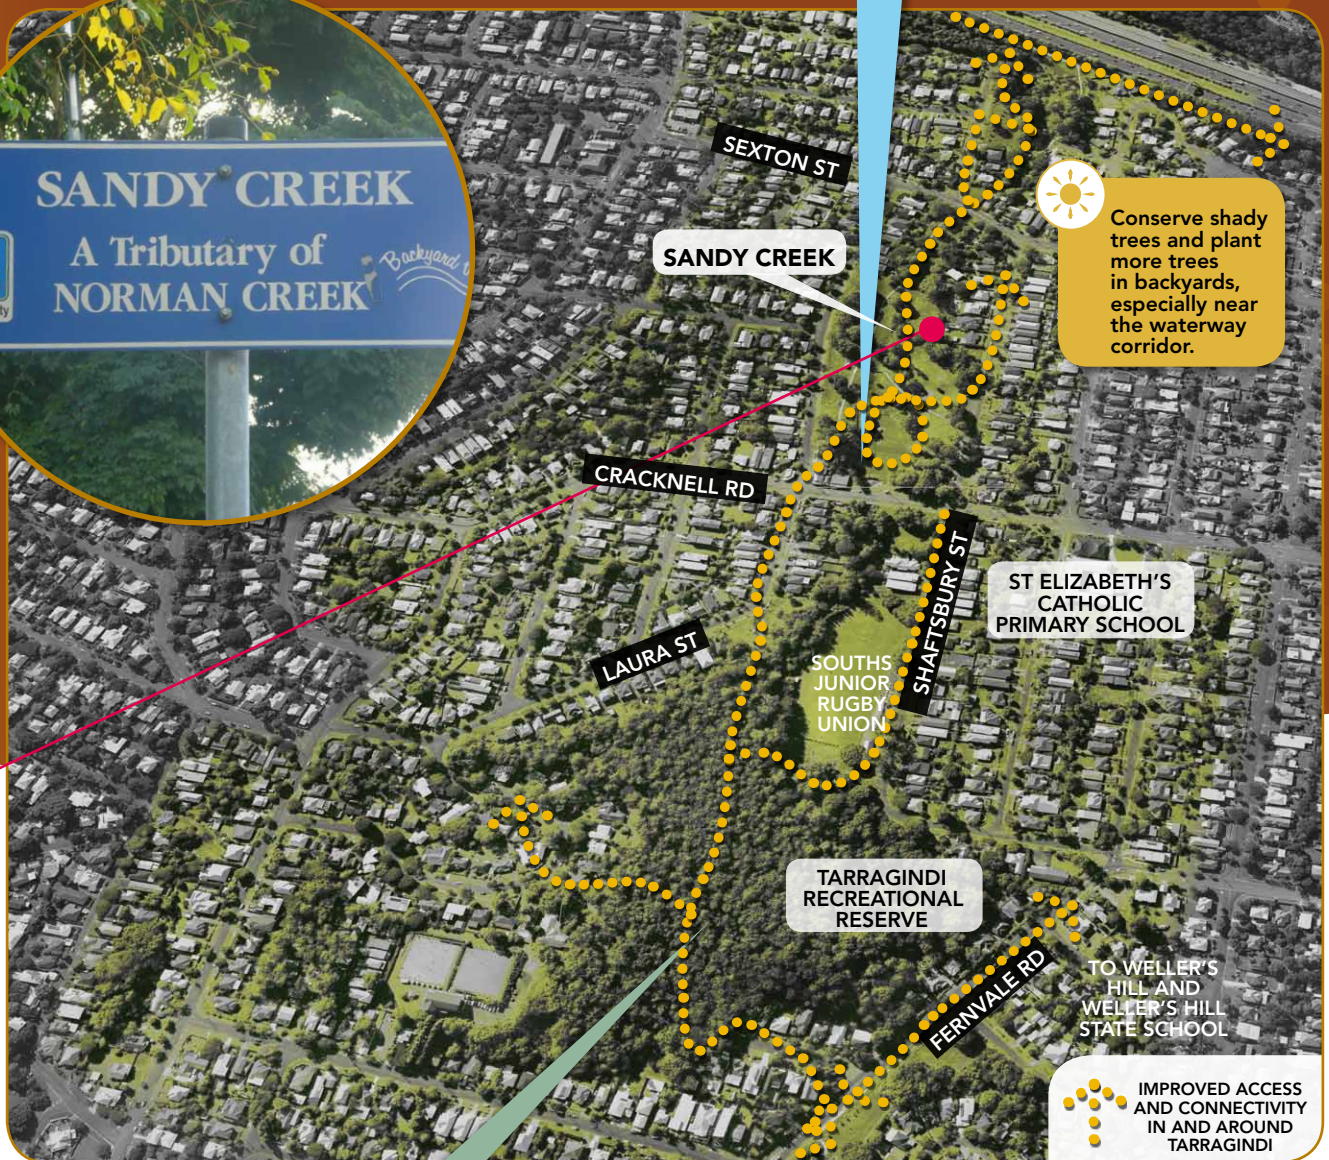 SANDY CREEK
A Tributary of
NORMAN CREEK
Backyard
SEXTON ST
SANDY CREEK
Conserve shady
trees and plant
more trees
in backyards,
especially near
the waterway
corridor.
CRACKNELL RD
SHAFTSBURY ST
ST ELIZABETH'S
CATHOLIC
PRIMARY SCHOOL
LAURA ST
SOUTHS
JUNIOR
RUGBY
UNION
TARRAGINDI
RECREATIONAL
RESERVE
FERNVALE RD
TO WELLER'S
HILL AND
WELLER'S HILL
STATE SCHOOL
IMPROVED ACCESS
AND CONNECTIVITY
IN AND AROUND
TARRAGINDI